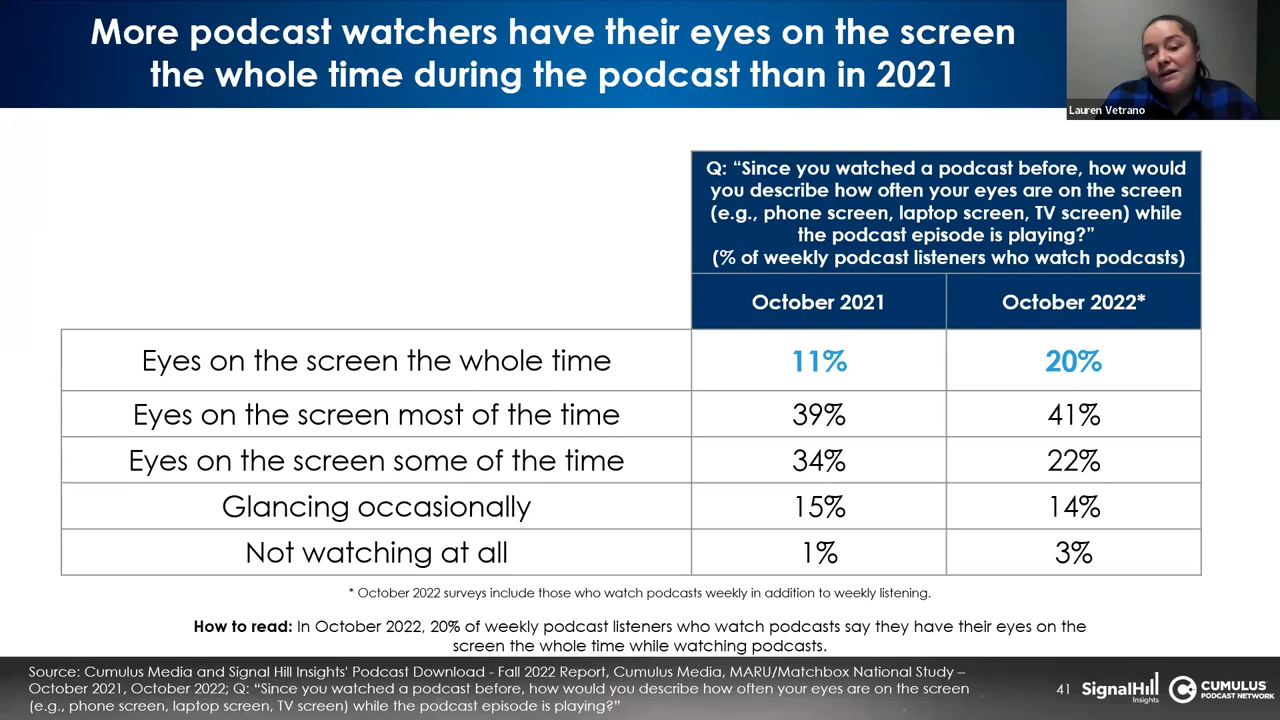 More podcast watchers have their eyes on the screen
the whole time during the podcast than in 2021
Lauren Vetrano
Q: “Since you watched a podcast before, how would
you describe how often your eyes are on the screen
(e.g., phone screen, laptop screen, TV screen) while
the podcast episode is playing?”
(% of weekly podcast listeners who watch podcasts)
October 2021 October 2022*
Eyes on the screen the whole time 11% 20%
Eyes on the screen most of the time 39% 41%
Eyes on the screen some of the time 34% 22%
Glancing occasionally 15% 14%
Not watching at all 1% 3%
* October 2022 surveys include those who watch podcasts weekly in addition to weekly listening.
How to read: In October 2022, 20% of weekly podcast listeners who watch podcasts say they have their eyes on the
screen the whole time while watching podcasts.
Source: Cumulus Media and Signal Hill Insights' Podcast Download - Fall 2022 Report, Cumulus Media, MARU/Matchbox National Study –
October 2021, October 2022; Q: “Since you watched a podcast before, how would you describe how often your eyes are on the screen
(e.g., phone screen, laptop screen, TV screen) while the podcast episode is playing?”
41
SignalHill
Insights
CUMULUS
PODCAST NETWORK